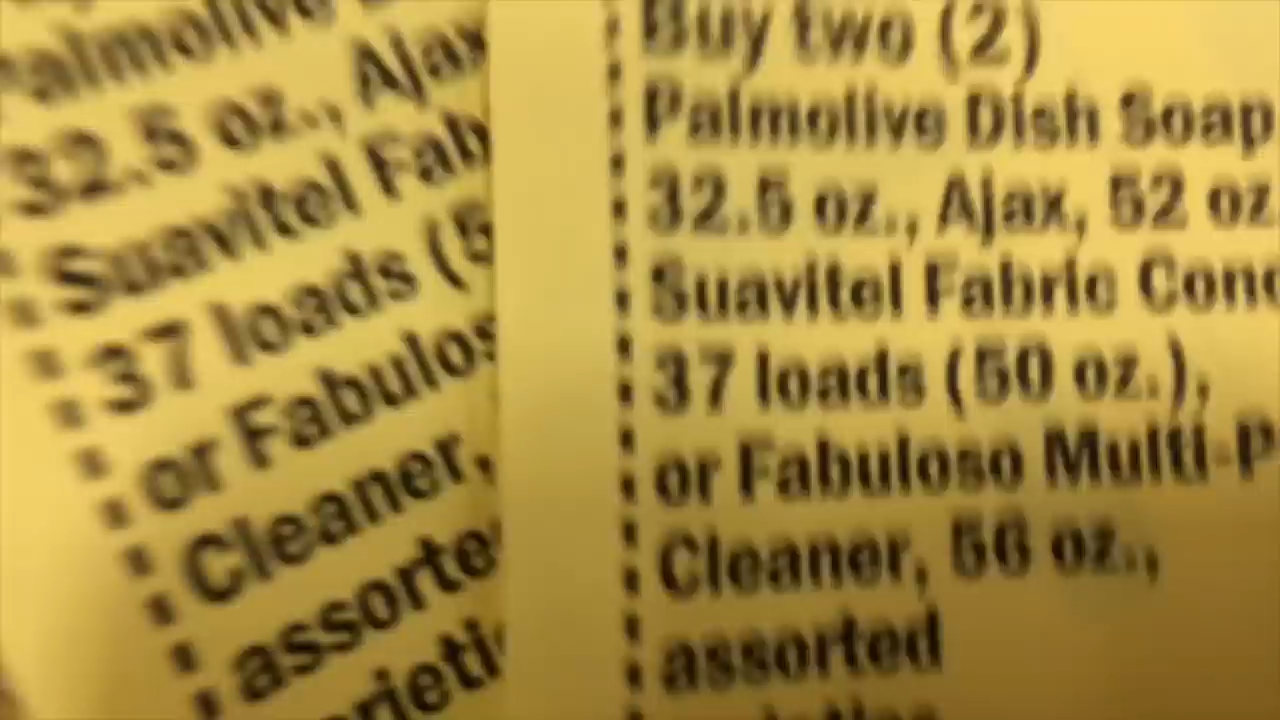 Palmolive
32.5 oz., Ajax
Suavitel Fab
37 loads (5
or Fabulos
Cleaner,
assorte
arieti
Buy two (2)
Palmolive Dish Soap
32.5 oz., Ajax, 52 oz
Suavitel Fabric Cond
37 loads (50 oz.),
or Fabuloso Multi-P
Cleaner, 56 oz.,
assorted